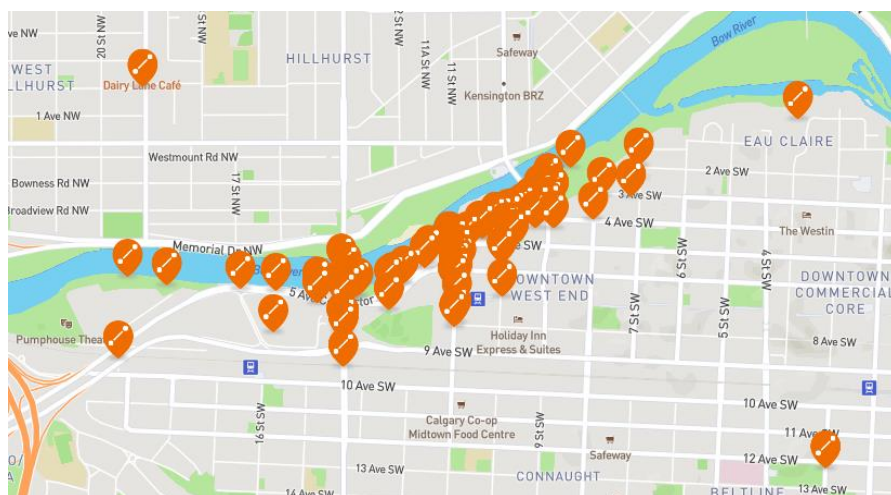 20 St NW
St NW
ve NW
HILLHURST
Safeway
Bow River
WEST
LLHURST
Dairy Lane Café
11A St NW
11 St NW
Kensington BRZ
1 Ave NW
EAU CLAIRE
Westmount Rd NW
2 Ave SW
17 St NW
Bowness Rd NW
3 Ave SW
Broadview Rd NW
4 Ave SW
The Westin
Memorial Dr NW
6 St SW
4 St SW
5 Av
DOWNTOWN
WEST END
DOWNTOWN
COMMERCIAL
CORE
7 St SW
5 St SW
Pumphouse Thea
Holiday Inn
Express & Suites
8 Ave SW
9 Ave SW
10 Ave SW
10 Ave SW
16 St SW
Calgary Co-op
Midtown Food Centre
9 St SW
11 Ave SW
Safeway
12 Ave SW
13 Ave SW
CONNAUGHT
13 Ave SW
14 Ave SW
BELTLINE